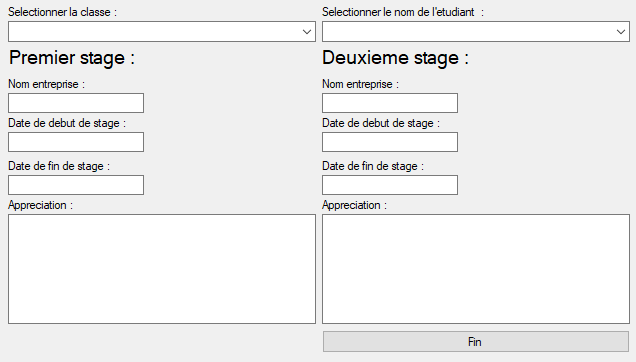 Selectionner la classe :
Selectionner le nom de l'etudiant :
Premier stage :
Deuxieme stage :
Nom entreprise :
Nom entreprise :
Date de debut de stage :
Date de debut de stage :
Date de fin de stage :
Date de fin de stage :
Appreciation :
Appreciation :
Fin